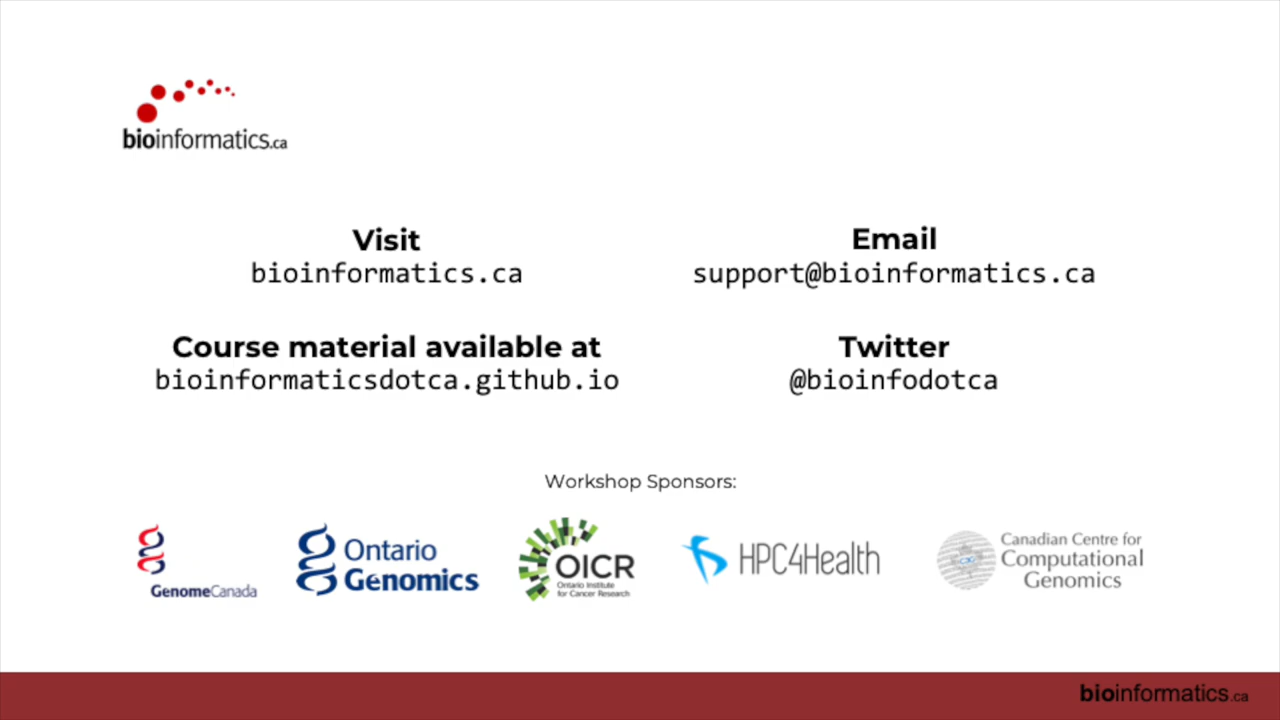 bioinformatics.ca
Visit
bioinformatics.ca
Email
support@bioinformatics.ca
Course material available at
bioinformaticsdotca.github.io
Twitter
@bioinfodotca
Workshop Sponsors:
GenomeCanada
Ontario
Genomics
OICR
Ontario Institute
for Cancer Research
HPC4Health
Canadian Centre for
Computational
Genomics
bioinformatics.ca